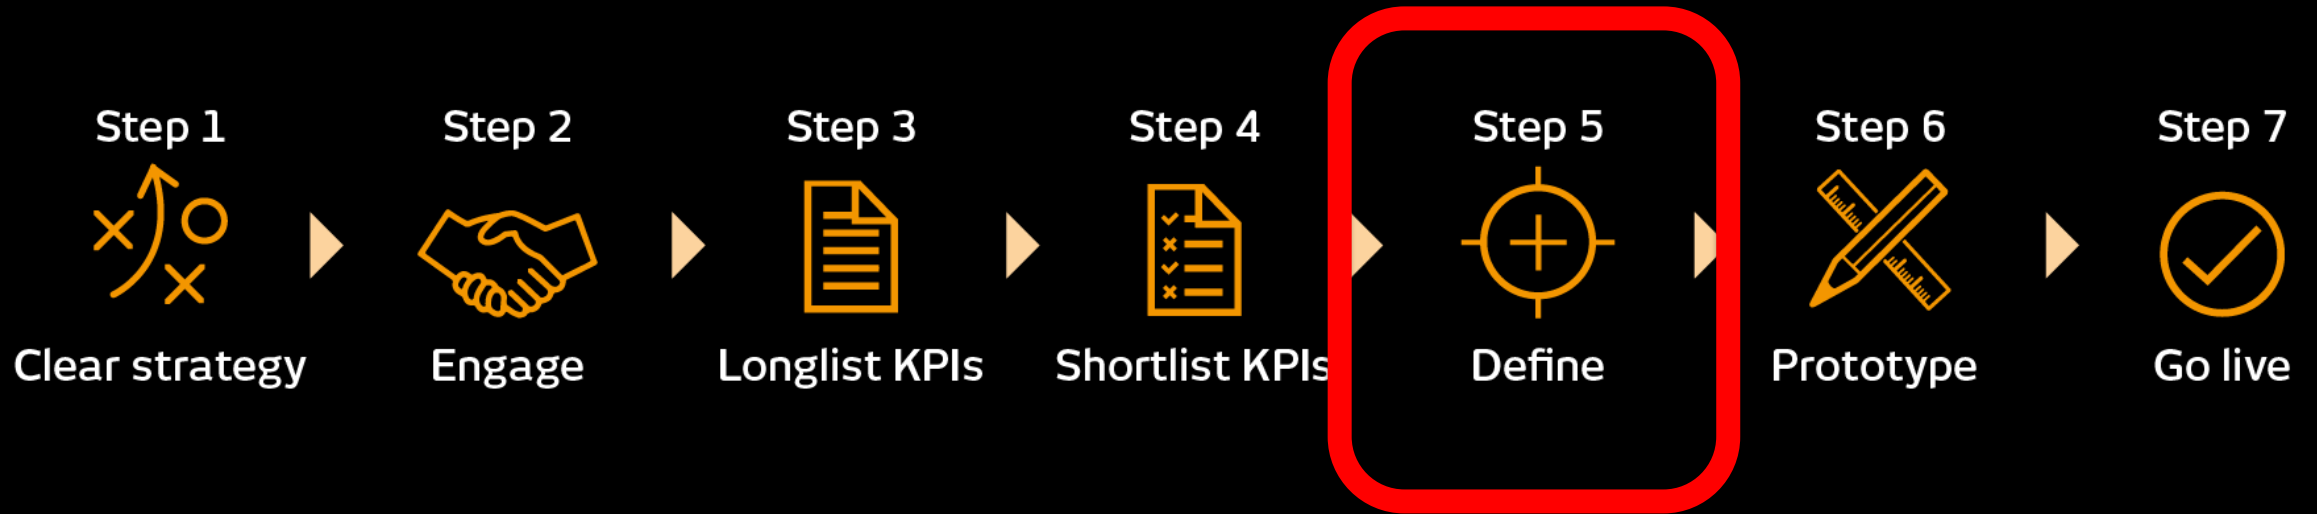 Step 1
Step 2
Step 3
Step 4
Step 5
Step 6
Step 7
Clear strategy
Engage
Longlist KPIs
Shortlist KPIs
Define
Prototype
Go live